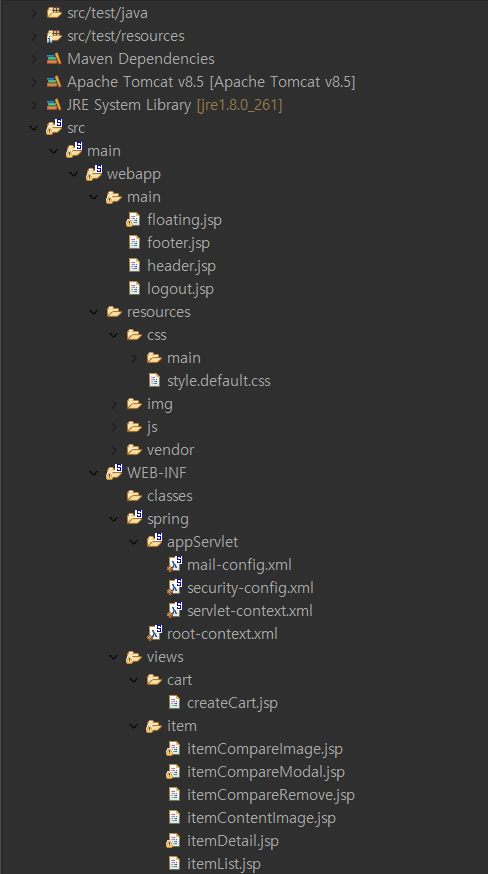 src/test/java
src/test/resources
Maven Dependencies
Apache Tomcat v8.5 [Apache Tomcat v8.5]
JRE System Library [jre1.8.0_261]
src
main
webapp
main
floating.jsp
footer.jsp
header.jsp
logout.jsp
resources
css
main
style.default.css
img
js
vendor
WEB-INF
classes
spring
appServlet
mail-config.xml
security-config.xml
servlet-context.xml
root-context.xml
views
cart
createCart.jsp
item
itemCompareImage.jsp
itemCompareModal.jsp
itemCompareRemove.jsp
itemContentImage.jsp
itemDetail.jsp
itemList.jsp